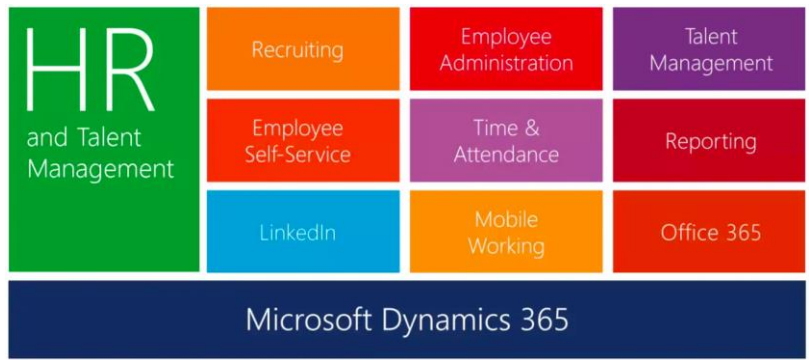 HR
and Talent
Management
Recruiting
Employee
Administration
Talent
Management
Employee
Self-Service
Time &
Attendance
Reporting
LinkedIn
Mobile
Working
Office 365
Microsoft Dynamics 365